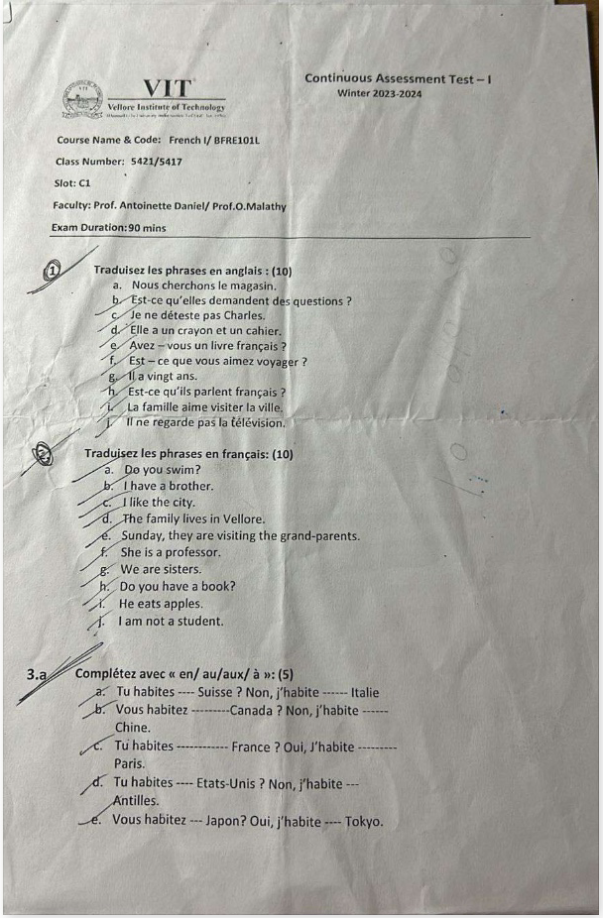 Continuous Assessment Test – I
Winter 2023-2024
VIT
Vellore Institute of Technology
Course Name & Code: French I/ BFRE101L
Class Number: 5421/5417
Slot: C1
Faculty: Prof. Antoinette Daniel/ Prof.O.Malathy
Exam Duration:90 mins
1 Traduisez les phrases en anglais : (10)
a. Nous cherchons le magasin.
b. Est-ce qu'elles demandent des questions ?
c. Je ne déteste pas Charles.
d. Elle a un crayon et un cahier.
e. Avez – vous un livre français ?
f. Est – ce que vous aimez voyager ?
g. Il a vingt ans.
h. Est-ce qu'ils parlent français ?
i. La famille aime visiter la ville.
j. Il ne regarde pas la télévision.
2. Traduisez les phrases en français: (10)
a. Do you swim?
b. I have a brother.
c. I like the city.
d. The family lives in Vellore.
e. Sunday, they are visiting the grand-parents.
f. She is a professor.
g. We are sisters.
h. Do you have a book?
i. He eats apples.
j. I am not a student.
3.a Complétez avec « en/ au/aux/ à »: (5)
a. Tu habites ---- Suisse ? Non, j'habite ------ Italie
b. Vous habitez ---------Canada ? Non, j'habite ------
Chine.
c. Tu habites ------------ France ? Oui, J'habite ---------
Paris.
d. Tu habites ---- Etats-Unis ? Non, j'habite ---
Antilles.
e. Vous habitez --- Japon? Oui, j'habite ---- Tokyo.